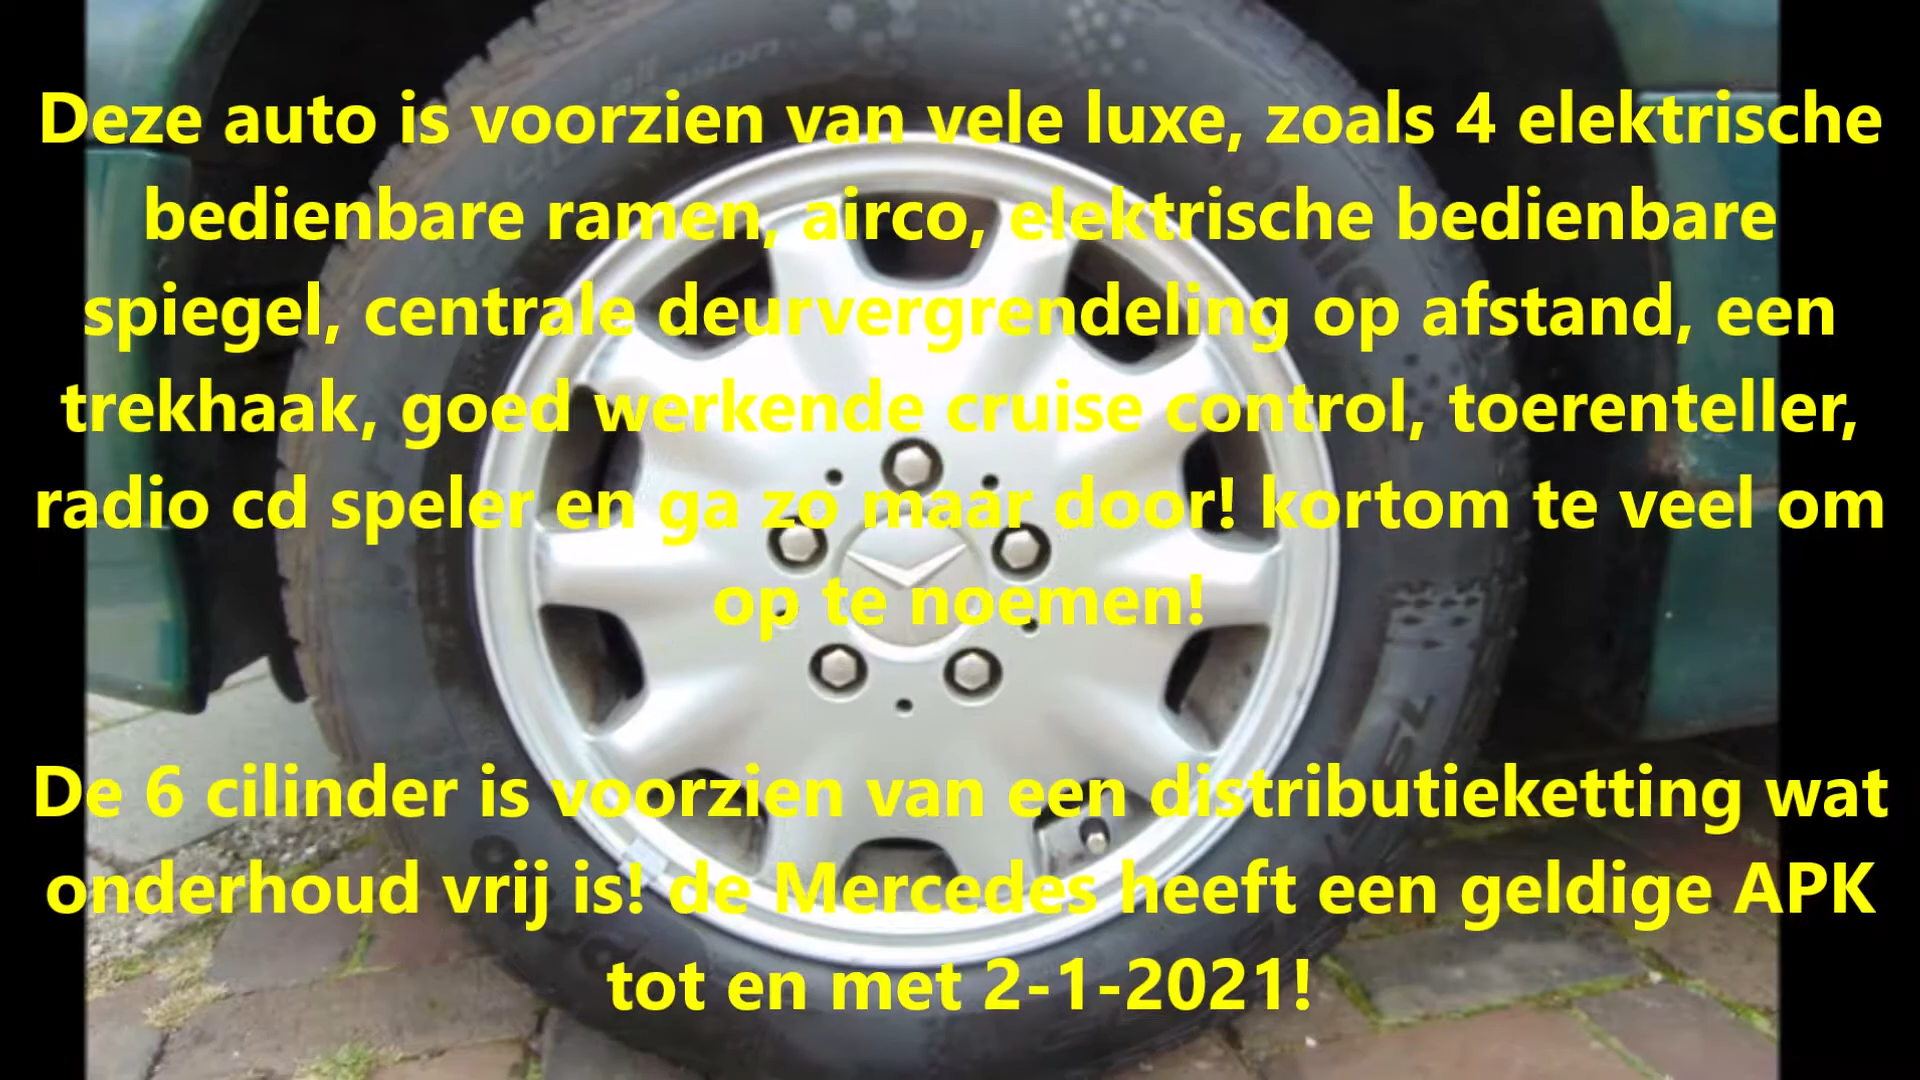 Deze auto is voorzien van vele luxe, zoals 4 elektrische
bedienbare ramen, airco, elektrische bedienbare
spiegel, centrale deurvergrendeling op afstand, een
trekhaak, goed werkende cruise control, toerenteller,
radio cd speler en ga zo maar door! kortom te veel om
op te noemen!
De 6 cilinder is voorzien van een distributieketting wat
onderhoud vrij is! de Mercedes heeft een geldige APK
tot en met 2-1-2021!